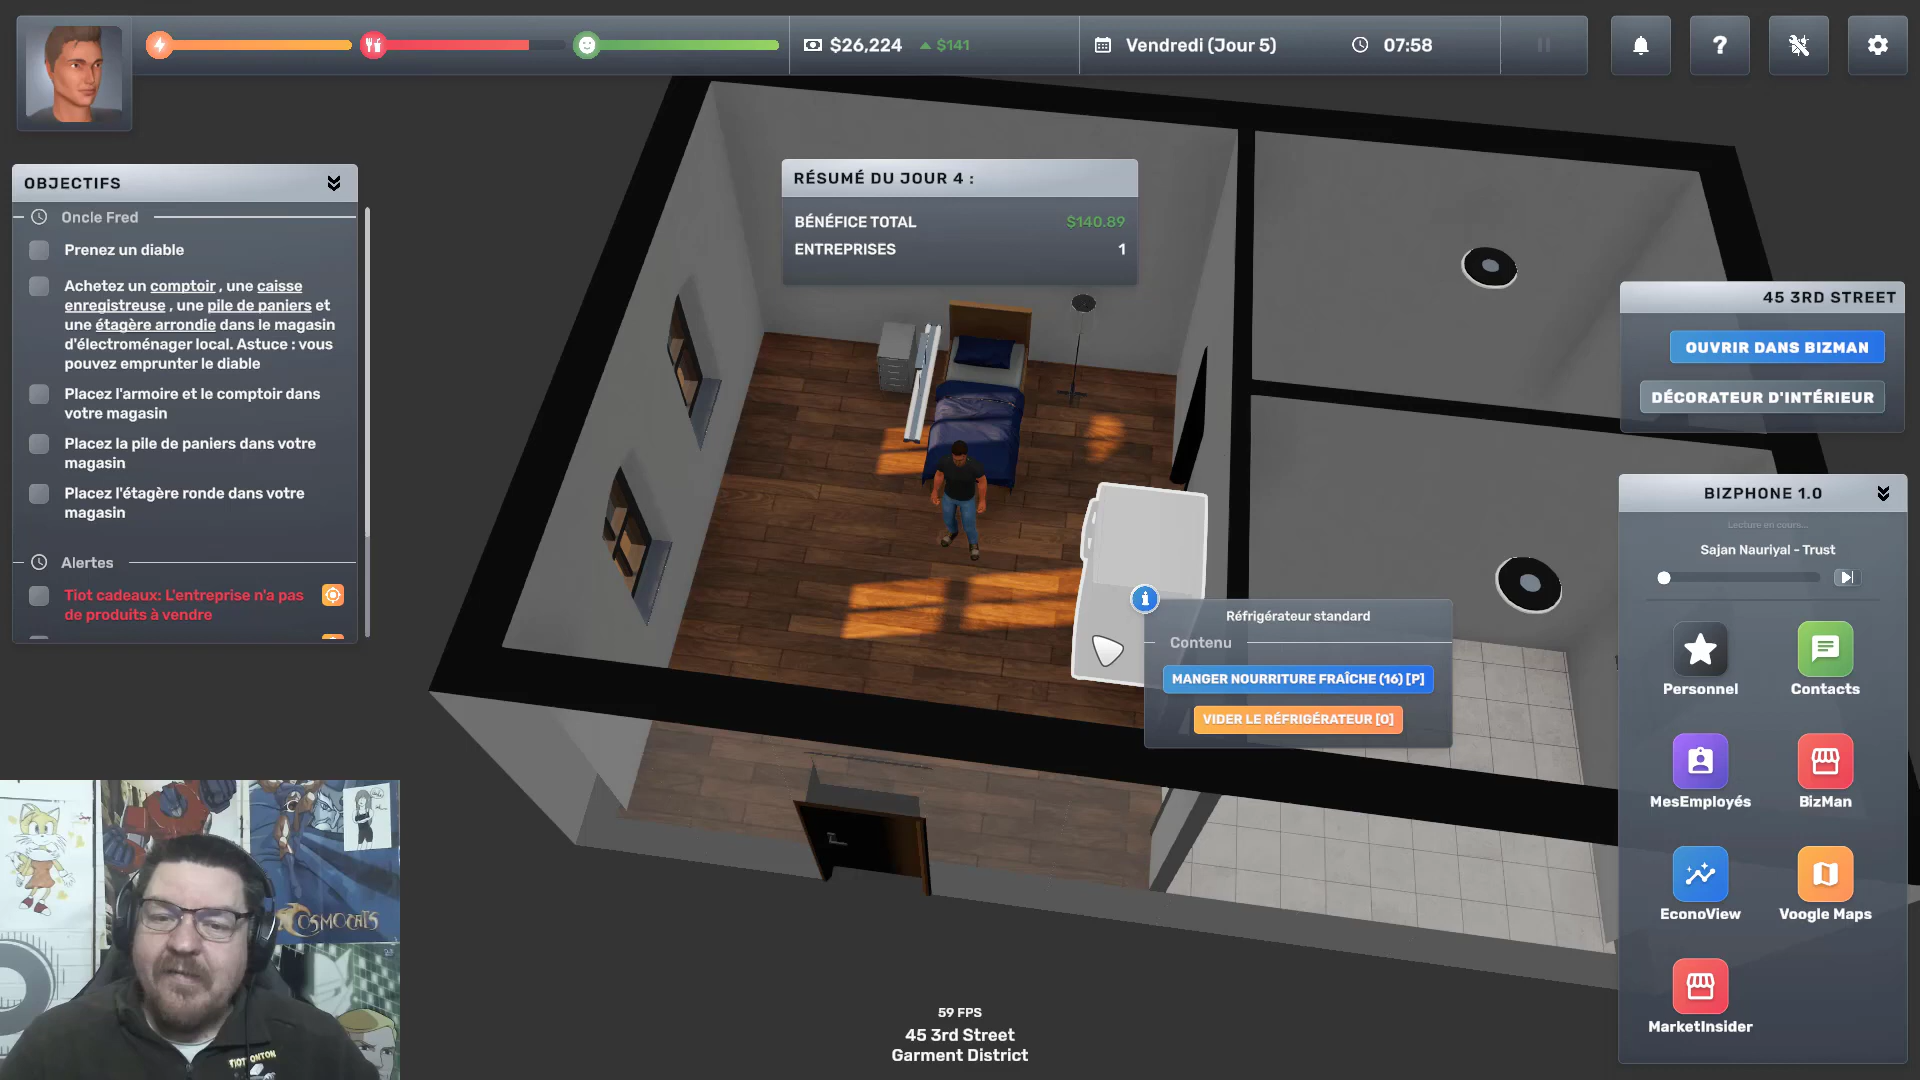 $26,224
$141
Vendredi (Jour 5)
07:58
OBJECTIFS
Oncle Fred
Prenez un diable
Achetez un comptoir , une caisse
enregistreuse , une pile de paniers et
une étagère arrondie dans le magasin
d'électroménager local. Astuce : vous
pouvez emprunter le diable
Placez l'armoire et le comptoir dans
votre magasin
Placez la pile de paniers dans votre
magasin
Placez l'étagère ronde dans votre
magasin
Alertes
Tiot cadeaux: L'entreprise n'a pas
de produits à vendre
RÉSUMÉ DU JOUR 4 :
BÉNÉFICE TOTAL
$140.89
ENTREPRISES
1
45 3RD STREET
OUVRIR DANS BIZMAN
DÉCORATEUR D'INTÉRIEUR
Réfrigérateur standard
Contenu
MANGER NOURRITURE FRAÎCHE (16) [P]
VIDER LE RÉFRIGÉRATEUR [O]
BIZPHONE 1.0
Lecture en cours...
Sajan Nauriyal - Trust
Personnel
Contacts
MesEmployés
BizMan
EconoView
Voogle Maps
MarketInsider
COSMOCATS
59 FPS
45 3rd Street
Garment District